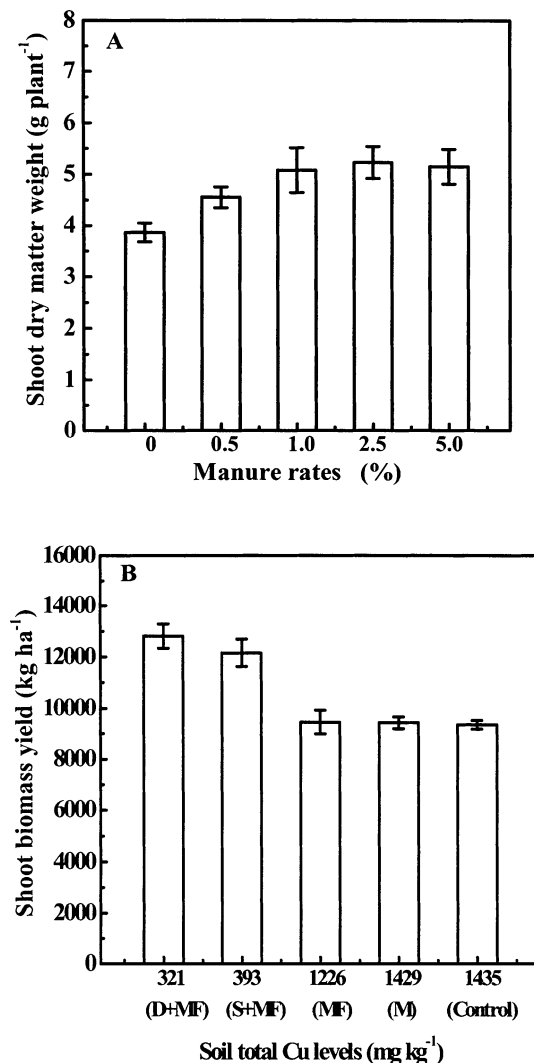 A
8
7
6
5
4
3
2
1
0
Shoot dry matter weight (g plant⁻¹)
0 0.5 1.0 2.5 5.0
Manure rates (%)
B
16000
14000
12000
10000
8000
6000
4000
2000
0
Shoot biomass yield (kg ha⁻¹)
321 393 1226 1429 1435
(D+MF) (S+MF) (MF) (M) (Control)
Soil total Cu levels (mg kg⁻¹)